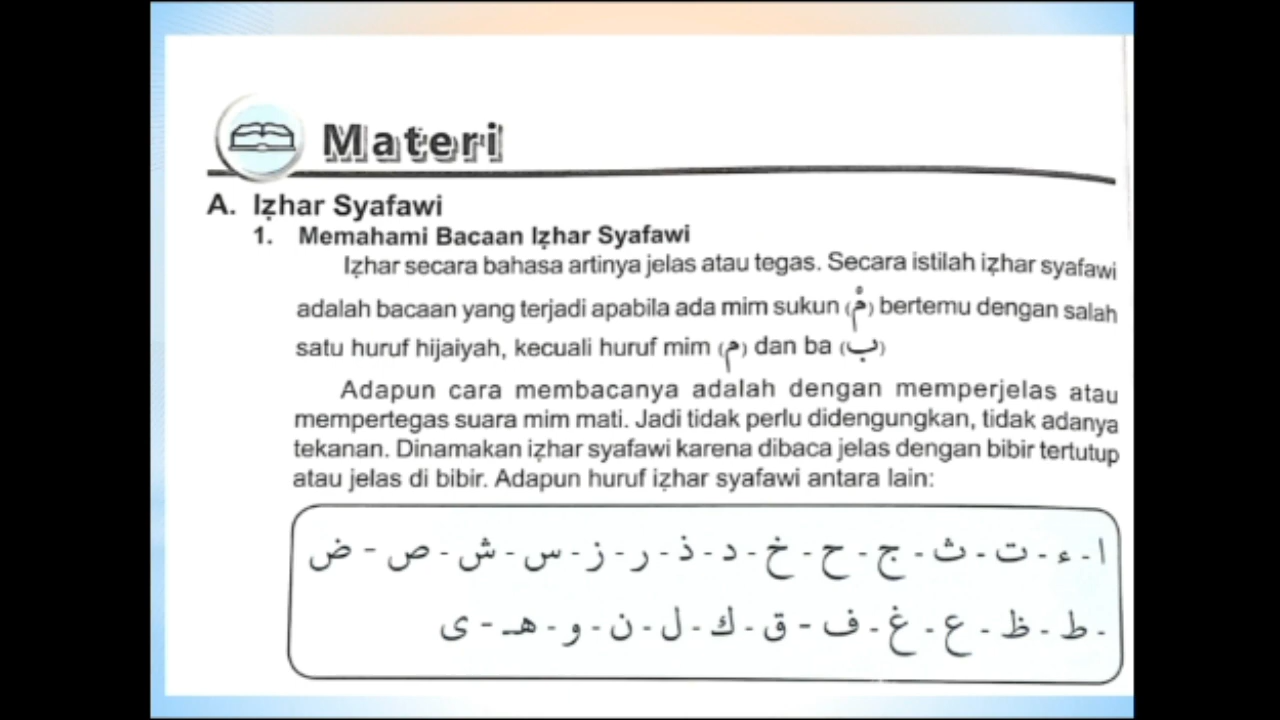 Materi
A. Iẓhar Syafawi
1. Memahami Bacaan Iẓhar Syafawi
Iẓhar secara bahasa artinya jelas atau tegas. Secara istilah iẓhar syafawi
adalah bacaan yang terjadi apabila ada mim sukun (مْ) bertemu dengan salah
satu huruf hijaiyah, kecuali huruf mim (م) dan ba (ب)
Adapun cara membacanya adalah dengan memperjelas atau
mempertegas suara mim mati. Jadi tidak perlu didengungkan, tidak adanya
tekanan. Dinamakan iẓhar syafawi karena dibaca jelas dengan bibir tertutup
atau jelas di bibir. Adapun huruf iẓhar syafawi antara lain:
ا - ء - ت - ث - ج - ح - خ - د - ذ - ر - ز - س - ش - ص - ض
- ط - ظ - ع - غ - ف - ق - ك - ل - ن - و - هـ - ى